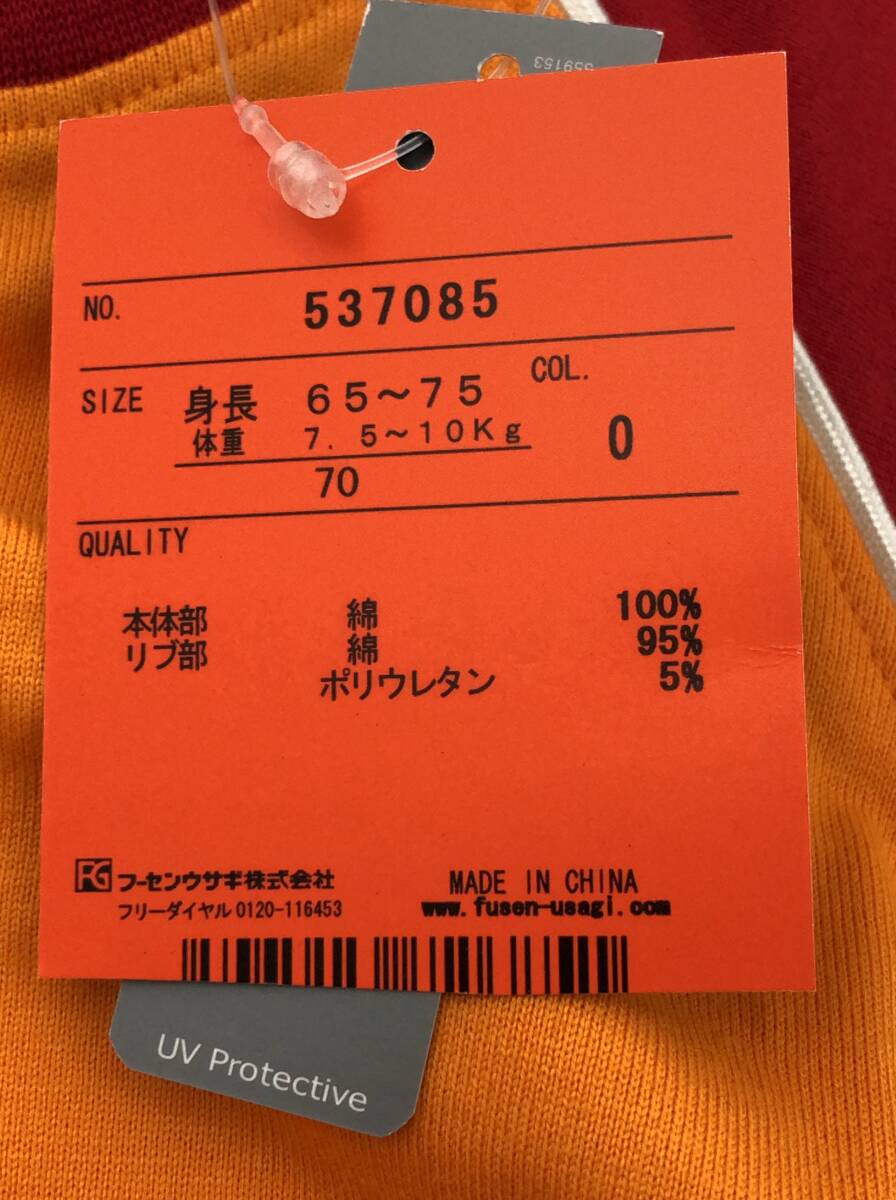 559153
NO. 537085
SIZE 身長 65～75 COL.
体重 7.5～10Kg 0
70
QUALITY
本体部 綿 100%
リブ部 綿 95%
ポリウレタン 5%
FG フーセンウサギ株式会社 MADE IN CHINA
フリーダイヤル 0120-116453 www.fusen-usagi.com
UV Protective